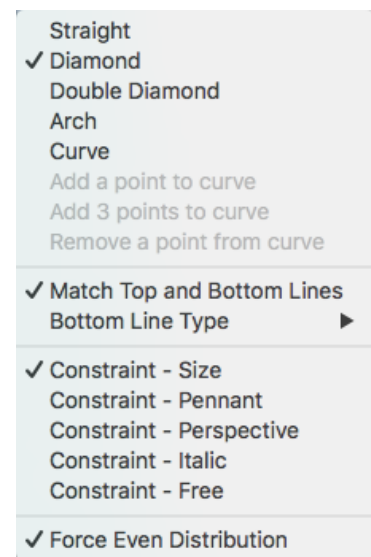 Straight
✓ Diamond
Double Diamond
Arch
Curve
Add a point to curve
Add 3 points to curve
Remove a point from curve
✓ Match Top and Bottom Lines
Bottom Line Type ▶
✓ Constraint - Size
Constraint - Pennant
Constraint - Perspective
Constraint - Italic
Constraint - Free
✓ Force Even Distribution